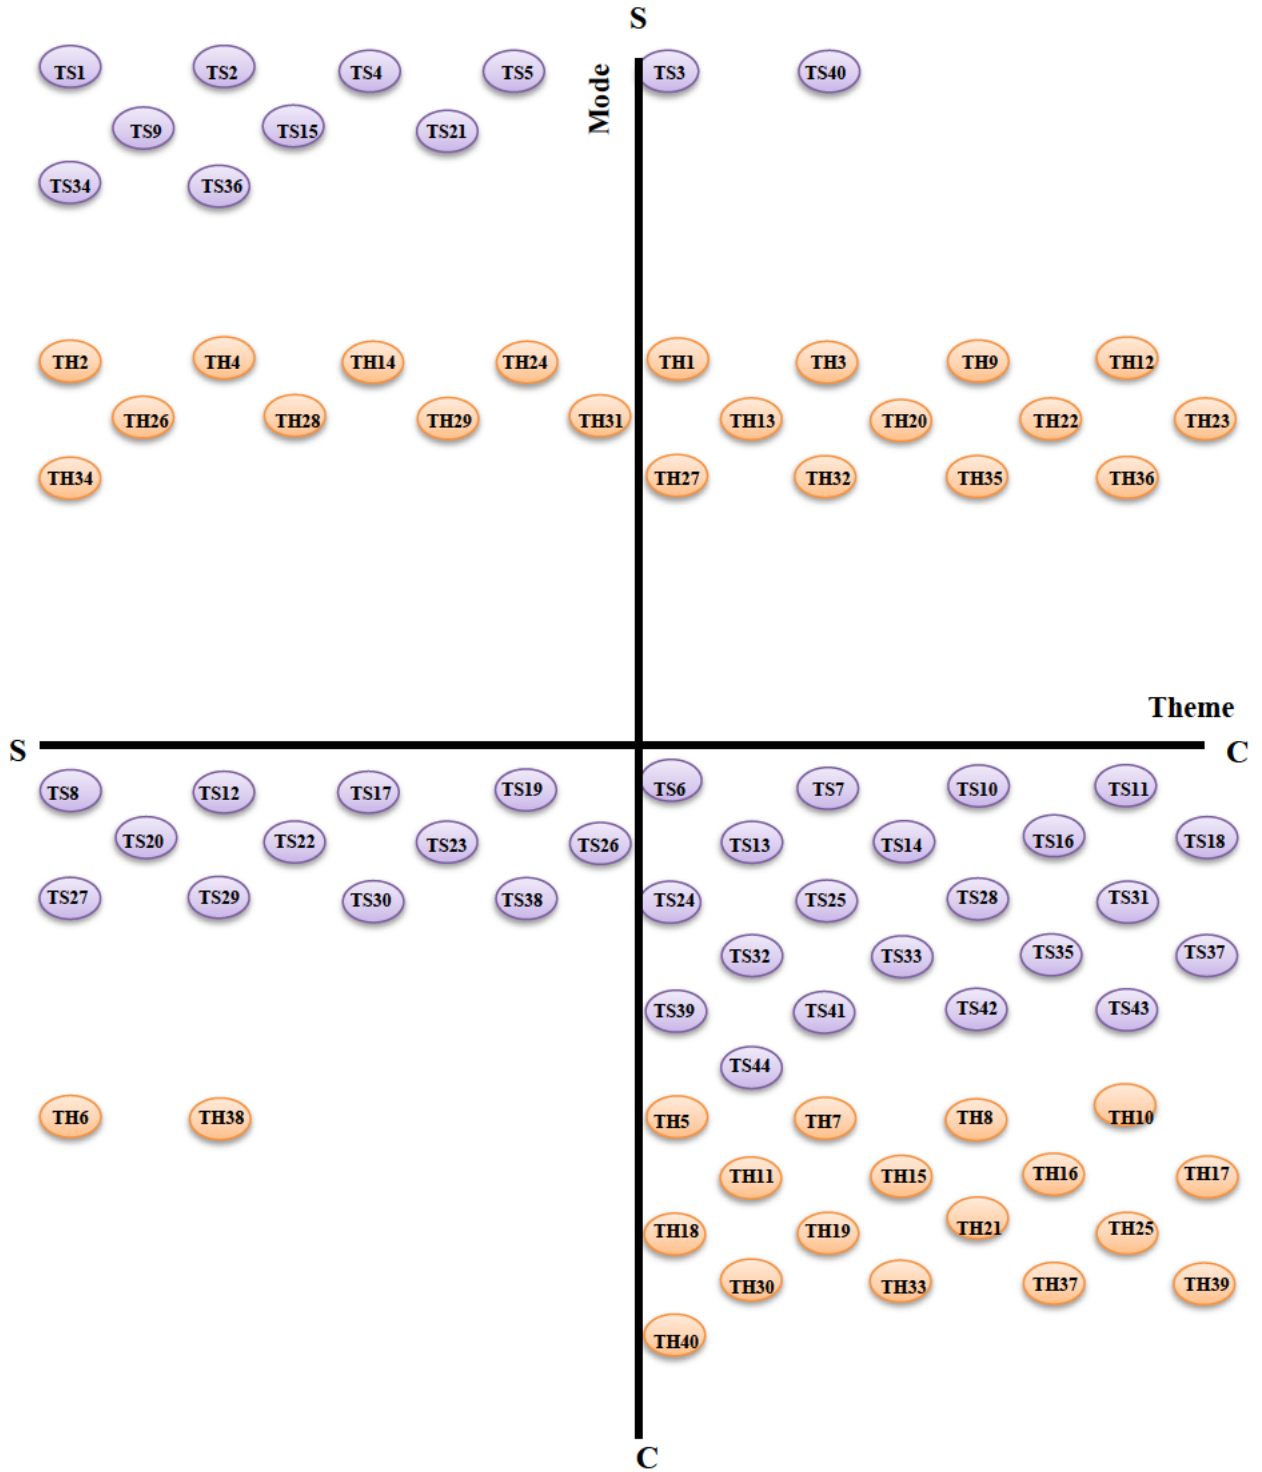 S
Mode
TS1 TS2 TS4 TS5 TS3 TS40
TS9 TS15 TS21
TS34 TS36
TH2 TH4 TH14 TH24 TH1 TH3 TH9 TH12
TH26 TH28 TH29 TH31 TH13 TH20 TH22 TH23
TH34 TH27 TH32 TH35 TH36
Theme
S C
TS8 TS12 TS17 TS19 TS6 TS7 TS10 TS11
TS20 TS22 TS23 TS26 TS13 TS14 TS16 TS18
TS27 TS29 TS30 TS38 TS24 TS25 TS28 TS31
TS32 TS33 TS35 TS37
TS39 TS41 TS42 TS43
TS44
TH6 TH38 TH5 TH7 TH8 TH10
TH11 TH15 TH16 TH17
TH18 TH19 TH21 TH25
TH30 TH33 TH37 TH39
TH40
C